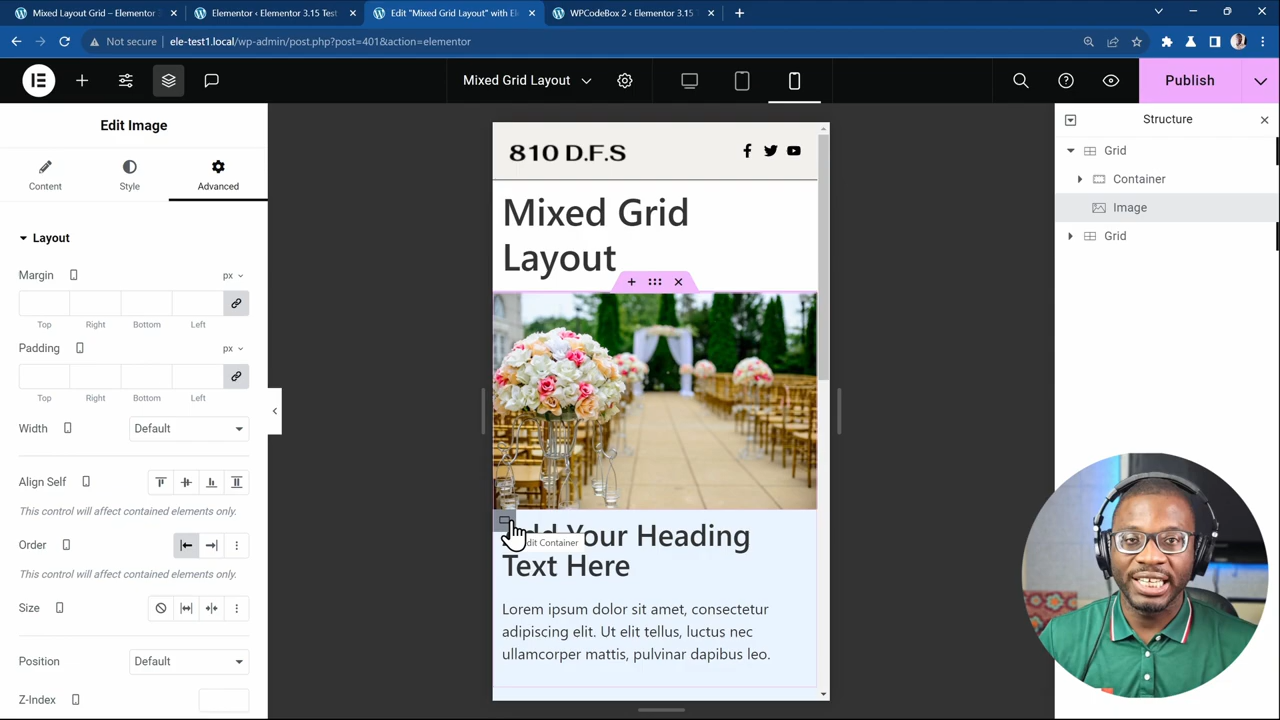 Mixed Grid Layout – Elementor 3
Elementor ‹ Elementor 3.15 Test
Edit "Mixed Grid Layout" with El
WPCodeBox 2 ‹ Elementor 3.15 T
Not secure
ele-test1.local/wp-admin/post.php?post=401&action=elementor
Mixed Grid Layout
Publish
Edit Image
Content
Style
Advanced
Layout
Margin
px
Top
Right
Bottom
Left
Padding
px
Top
Right
Bottom
Left
Width
Default
Align Self
This control will affect contained elements only.
Order
This control will affect contained elements only.
Size
Position
Default
Z-Index
810 D.F.S
Mixed Grid
Layout
Your Heading
Text Here
Edit Container
Lorem ipsum dolor sit amet, consectetur
adipiscing elit. Ut elit tellus, luctus nec
ullamcorper mattis, pulvinar dapibus leo.
Structure
Grid
Container
Image
Grid